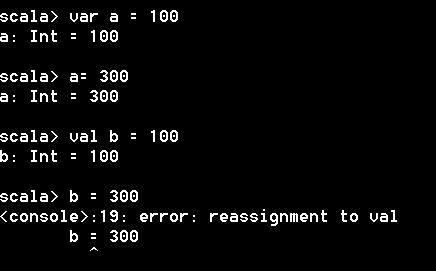 scala> var a = 100
a: Int = 100
scala> a= 300
a: Int = 300
scala> val b = 100
b: Int = 100
scala> b = 300
<console>:19: error: reassignment to val
       b = 300
         ^